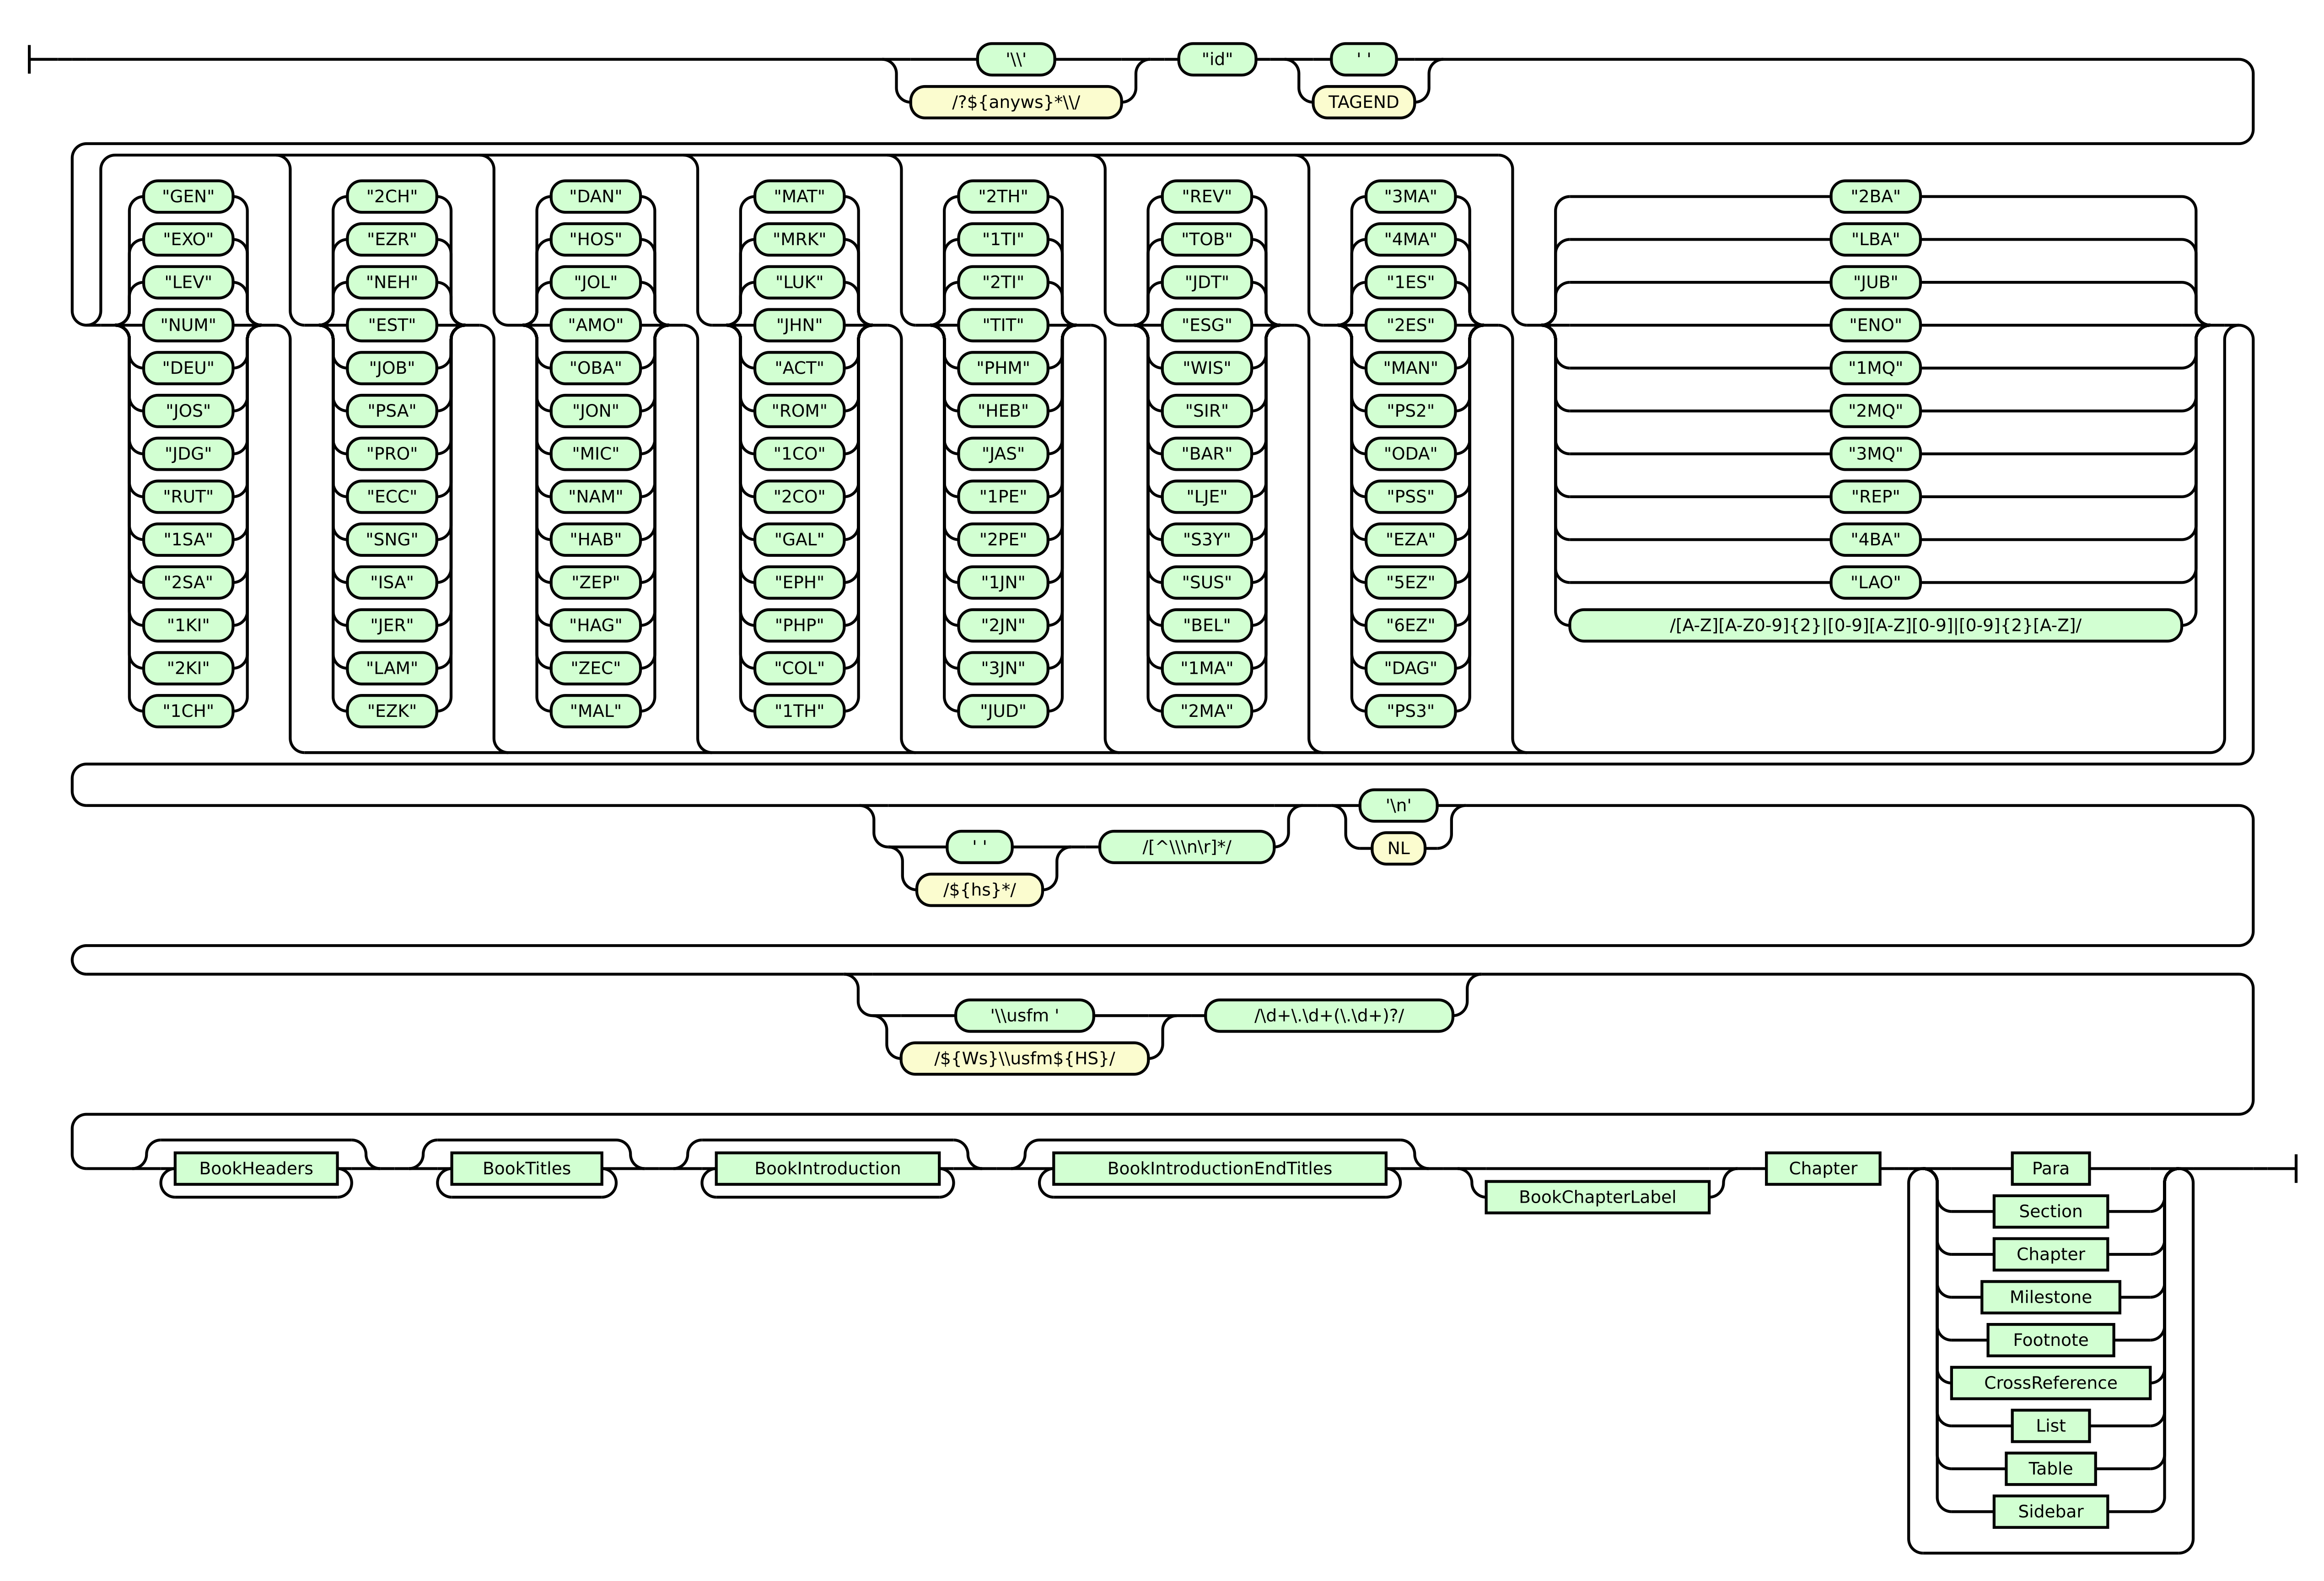 '\\' "id" ' '
/?${anyws}*\\/ TAGEND
"GEN" "2CH" "DAN" "MAT" "2TH" "REV" "3MA" "2BA"
"EXO" "EZR" "HOS" "MRK" "1TI" "TOB" "4MA" "LBA"
"LEV" "NEH" "JOL" "LUK" "2TI" "JDT" "1ES" "JUB"
"NUM" "EST" "AMO" "JHN" "TIT" "ESG" "2ES" "ENO"
"DEU" "JOB" "OBA" "ACT" "PHM" "WIS" "MAN" "1MQ"
"JOS" "PSA" "JON" "ROM" "HEB" "SIR" "PS2" "2MQ"
"JDG" "PRO" "MIC" "1CO" "JAS" "BAR" "ODA" "3MQ"
"RUT" "ECC" "NAM" "2CO" "1PE" "LJE" "PSS" "REP"
"1SA" "SNG" "HAB" "GAL" "2PE" "S3Y" "EZA" "4BA"
"2SA" "ISA" "ZEP" "EPH" "1JN" "SUS" "5EZ" "LAO"
"1KI" "JER" "HAG" "PHP" "2JN" "BEL" "6EZ" /[A-Z][A-Z0-9]{2}|[0-9][A-Z][0-9]|[0-9]{2}[A-Z]/
"2KI" "LAM" "ZEC" "COL" "3JN" "1MA" "DAG"
"1CH" "EZK" "MAL" "1TH" "JUD" "2MA" "PS3"
'\n'
' ' /[^\\\n\r]*/ NL
/${hs}*/
'\\usfm ' /\d+\.\d+(\.\d+)?/
/${Ws}\\usfm${HS}/
BookHeaders BookTitles BookIntroduction BookIntroductionEndTitles Chapter Para
BookChapterLabel
Section
Chapter
Milestone
Footnote
CrossReference
List
Table
Sidebar